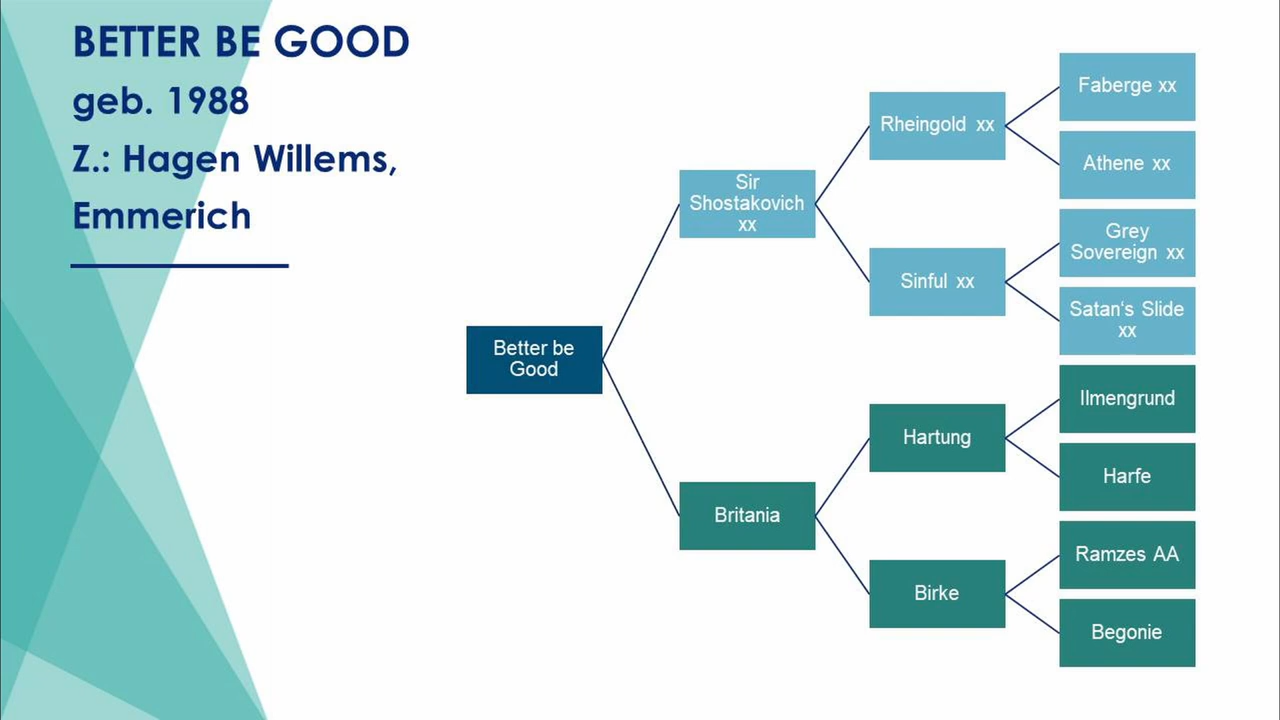 BETTER BE GOOD
geb. 1988
Z.: Hagen Willems,
Emmerich
Better be
Good
Sir
Shostakovich
xx
Britania
Rheingold xx
Sinful xx
Hartung
Birke
Faberge xx
Athene xx
Grey
Sovereign xx
Satan‘s Slide
xx
Ilmengrund
Harfe
Ramzes AA
Begonie